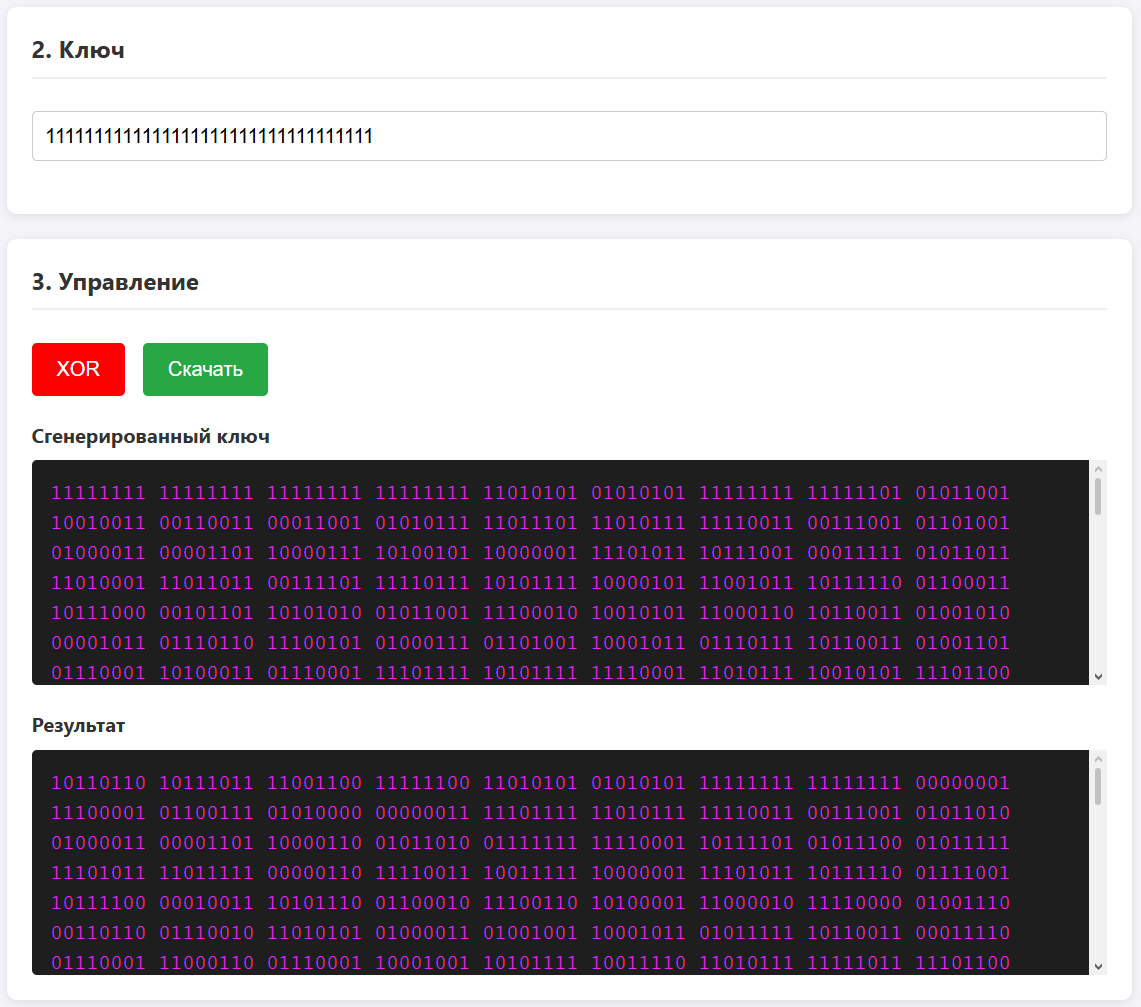 2. Ключ
1111111111111111111111111111111111
3. Управление
XOR Скачать
Сгенерированный ключ
11111111 11111111 11111111 11111111 11010101 01010101 11111111 11111101 01011001
10010011 00110011 00011001 01010111 11011101 11010111 11110011 00111001 01101001
01000011 00001101 10000111 10100101 10000001 11101011 10111001 00011111 01011011
11010001 11011011 00111101 11110111 10101111 10000101 11001011 10111110 01100011
10111000 00101101 10101010 01011001 11100010 10010101 11000110 10110011 01001010
00001011 01110110 11100101 01000111 01101001 10001011 01110111 10110011 01001101
01110001 10100011 01110001 11101111 10101111 11110001 11010111 10010101 11101100
Результат
10110110 10111011 11001100 11111100 11010101 01010101 11111111 11111111 00000001
11100001 01100111 01010000 00000011 11101111 11010111 11110011 00111001 01011010
01000011 00001101 10000110 01011010 01111111 11110001 10111101 01011100 01011111
11101011 11011111 00000110 11110011 10011111 10000001 11101011 10111110 01111001
10111100 00010011 10101110 01100010 11100110 10100001 11000010 11110000 01001110
00110110 01110010 11010101 01000011 01001001 10001011 01011111 10110011 00011110
01110001 11000110 01110001 10001001 10101111 10011110 11010111 11111011 11101100